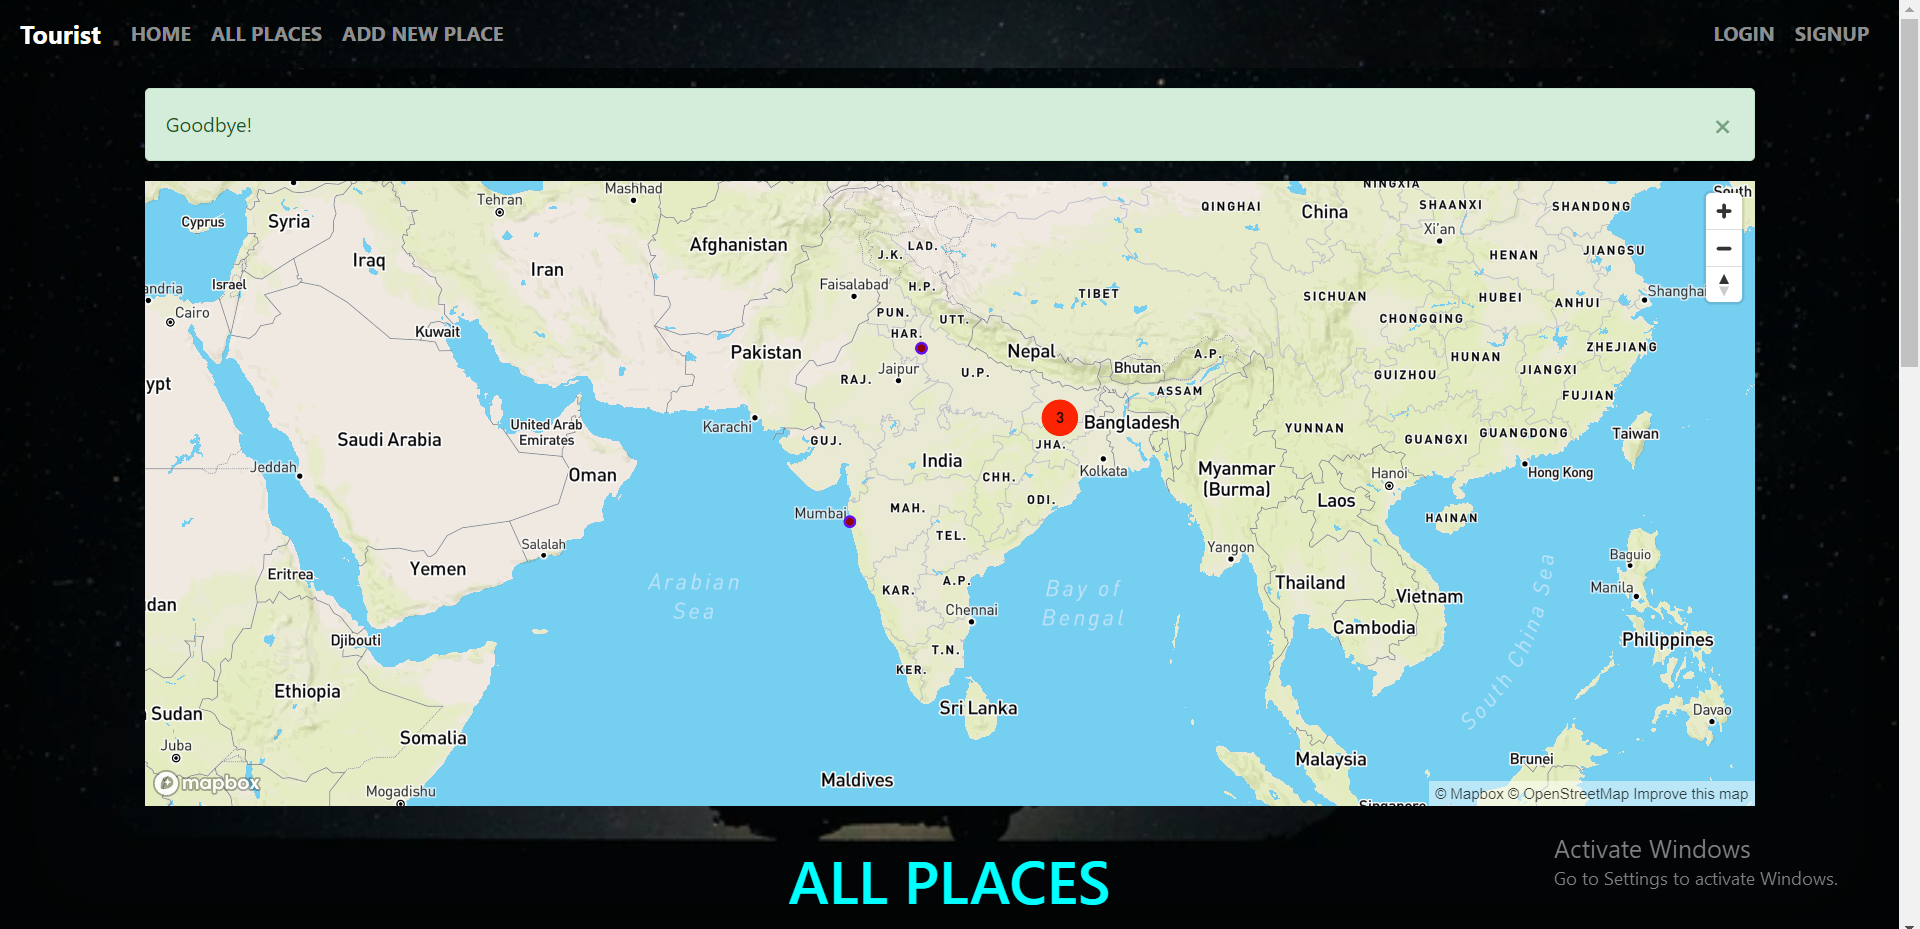 Tourist HOME ALL PLACES ADD NEW PLACE LOGIN SIGNUP
Goodbye! ×
Mashhad
NINGXIA
South
Tehran
Cyprus
Syria
QINGHAI
China
SHAANXI
SHANDONG
Xi'an
Afghanistan
LAD.
J.K.
HENAN
JIANGSU
Iraq
Iran
Israel
andria
Faisalabad
H.P.
TIBET
SICHUAN
HUBEI
ANHUI
Shanghai
Cairo
PUN.
UTT.
CHONGQING
Kuwait
HAR.
Pakistan
Nepal
HUNAN
ZHEJIANG
A.P.
Jaipur
Bhutan
JIANGXI
GUIZHOU
ypt
RAJ.
U.P.
ASSAM
FUJIAN
3
Karachi
United Arab
Emirates
Bangladesh
YUNNAN
GUANGXI
GUANGDONG
Taiwan
Saudi Arabia
GUJ.
JHA.
India
Jeddah
Oman
CHH.
Kolkata
Myanmar
(Burma)
Hanoi
Hong Kong
Laos
ODI.
MAH.
Mumbai
HAINAN
TEL.
Salalah
Yangon
Baguio
Yemen
Eritrea
Arabian
Sea
A.P.
KAR.
Bay of
Bengal
Thailand
Vietnam
Manila
South China Sea
dan
Chennai
Djibouti
Cambodia
Philippines
T.N.
KER.
Ethiopia
Sri Lanka
Sudan
Davao
Somalia
Juba
Malaysia
Brunei
Maldives
mapbox
Mogadishu
Singapore
© Mapbox © OpenStreetMap Improve this map
Activate Windows
Go to Settings to activate Windows.
ALL PLACES